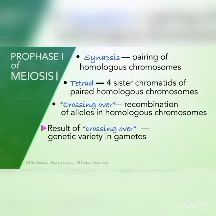 PROPHASE I
of
MEIOSIS I
• Synapsis — pairing of
homologous chromosomes
• Tetrad — 4 sister chromatids of
paired homologous chromosomes
• "Crossing over" — recombination
of alleles in homologous chromosomes
Result of "crossing over" —
genetic variety in gametes